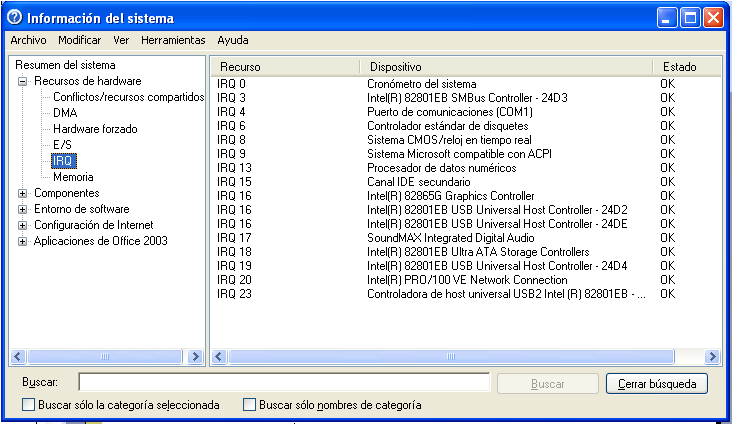 Información del sistema
Archivo Modificar Ver Herramientas Ayuda
Resumen del sistema
Recursos de hardware
Conflictos/recursos compartidos
DMA
Hardware forzado
E/S
IRQ
Memoria
Componentes
Entorno de software
Configuración de Internet
Aplicaciones de Office 2003
Recurso Dispositivo Estado
IRQ 0 Cronómetro del sistema OK
IRQ 3 Intel(R) 82801EB SMBus Controller - 24D3 OK
IRQ 4 Puerto de comunicaciones (COM1) OK
IRQ 6 Controlador estándar de disquetes OK
IRQ 8 Sistema CMOS/reloj en tiempo real OK
IRQ 9 Sistema Microsoft compatible con ACPI OK
IRQ 13 Procesador de datos numéricos OK
IRQ 15 Canal IDE secundario OK
IRQ 16 Intel(R) 82865G Graphics Controller OK
IRQ 16 Intel(R) 82801EB USB Universal Host Controller - 24D2 OK
IRQ 16 Intel(R) 82801EB USB Universal Host Controller - 24DE OK
IRQ 17 SoundMAX Integrated Digital Audio OK
IRQ 18 Intel(R) 82801EB Ultra ATA Storage Controllers OK
IRQ 19 Intel(R) 82801EB USB Universal Host Controller - 24D4 OK
IRQ 20 Intel(R) PRO/100 VE Network Connection OK
IRQ 23 Controladora de host universal USB2 Intel (R) 82801EB - ... OK
Buscar: Buscar Cerrar búsqueda
Buscar sólo la categoría seleccionada Buscar sólo nombres de categoría